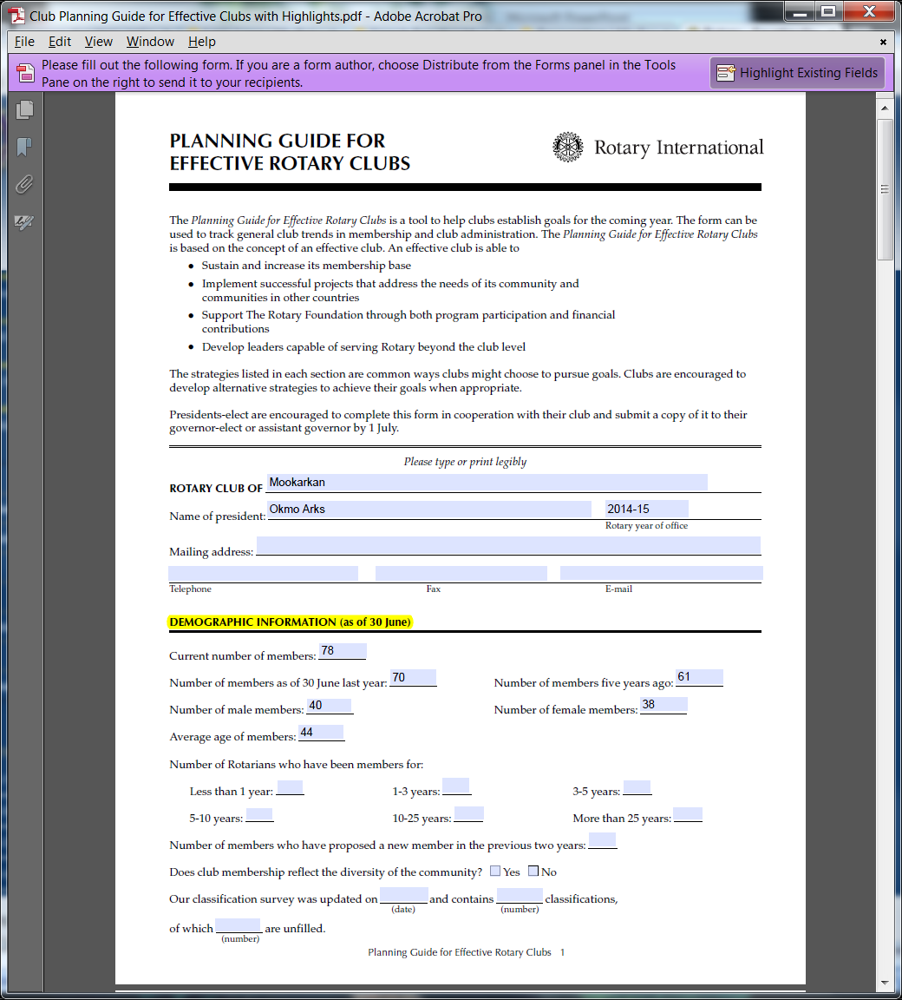 Club Planning Guide for Effective Clubs with Highlights.pdf - Adobe Acrobat Pro
File Edit View Window Help
Please fill out the following form. If you are a form author, choose Distribute from the Forms panel in the Tools
Pane on the right to send it to your recipients.
Highlight Existing Fields
PLANNING GUIDE FOR
EFFECTIVE ROTARY CLUBS
Rotary International
The Planning Guide for Effective Rotary Clubs is a tool to help clubs establish goals for the coming year. The form can be
used to track general club trends in membership and club administration. The Planning Guide for Effective Rotary Clubs
is based on the concept of an effective club. An effective club is able to
• Sustain and increase its membership base
• Implement successful projects that address the needs of its community and
communities in other countries
• Support The Rotary Foundation through both program participation and financial
contributions
• Develop leaders capable of serving Rotary beyond the club level
The strategies listed in each section are common ways clubs might choose to pursue goals. Clubs are encouraged to
develop alternative strategies to achieve their goals when appropriate.
Presidents-elect are encouraged to complete this form in cooperation with their club and submit a copy of it to their
governor-elect or assistant governor by 1 July.
Please type or print legibly
ROTARY CLUB OF Mookarkan
Name of president: Okmo Arks 2014-15
Rotary year of office
Mailing address:
Telephone Fax E-mail
DEMOGRAPHIC INFORMATION (as of 30 June)
Current number of members: 78
Number of members as of 30 June last year: 70 Number of members five years ago: 61
Number of male members: 40 Number of female members: 38
Average age of members: 44
Number of Rotarians who have been members for:
Less than 1 year: 1-3 years: 3-5 years:
5-10 years: 10-25 years: More than 25 years:
Number of members who have proposed a new member in the previous two years:
Does club membership reflect the diversity of the community? Yes No
Our classification survey was updated on and contains classifications,
(date) (number)
of which are unfilled.
(number)
Planning Guide for Effective Rotary Clubs 1